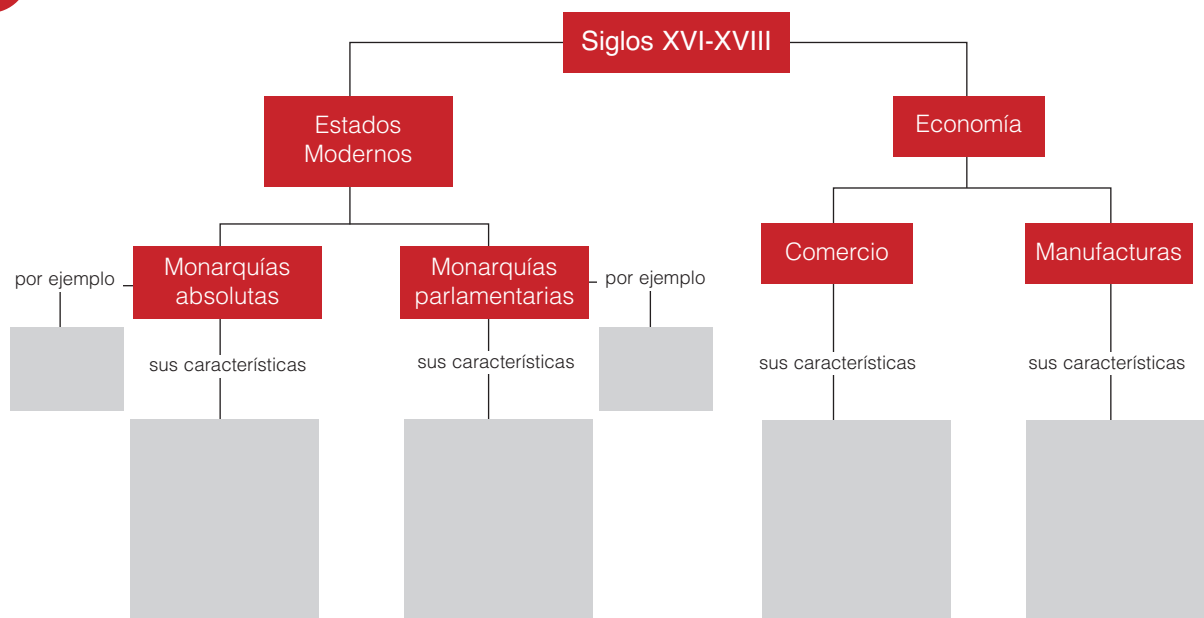 Siglos XVI-XVIII
Estados
Modernos
Economía
Monarquías
absolutas
Monarquías
parlamentarias
Comercio
Manufacturas
por ejemplo
por ejemplo
sus características
sus características
sus características
sus características